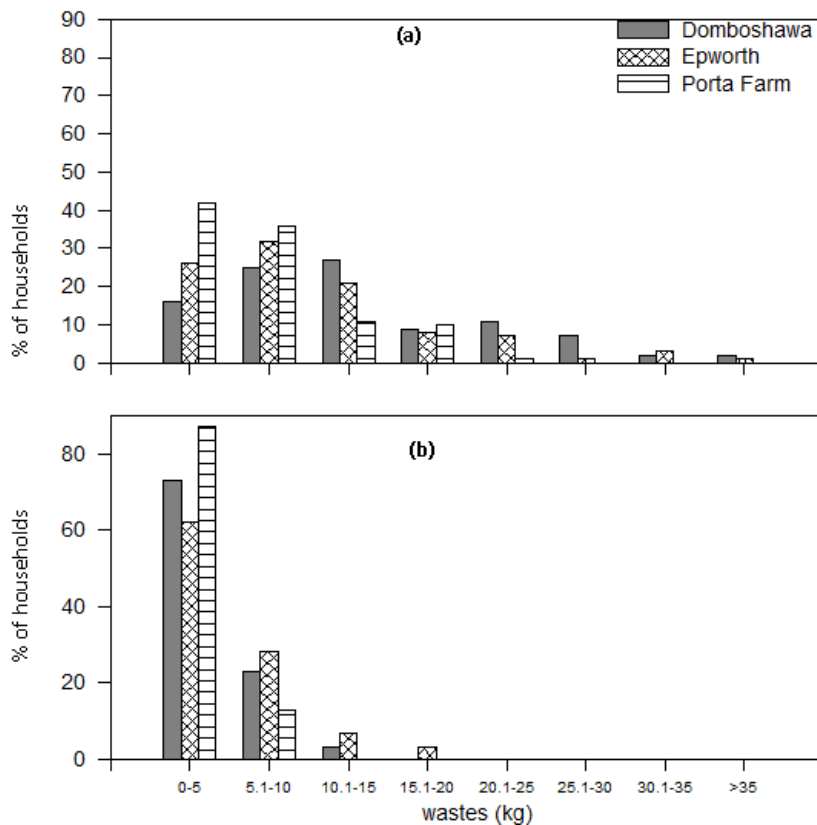 (a)
Domboshawa
Epworth
Porta Farm
90
80
70
60
50
40
30
20
10
0
% of households
(b)
80
60
40
20
0
% of households
0-5 5.1-10 10.1-15 15.1-20 20.1-25 25.1-30 30.1-35 >35
wastes (kg)